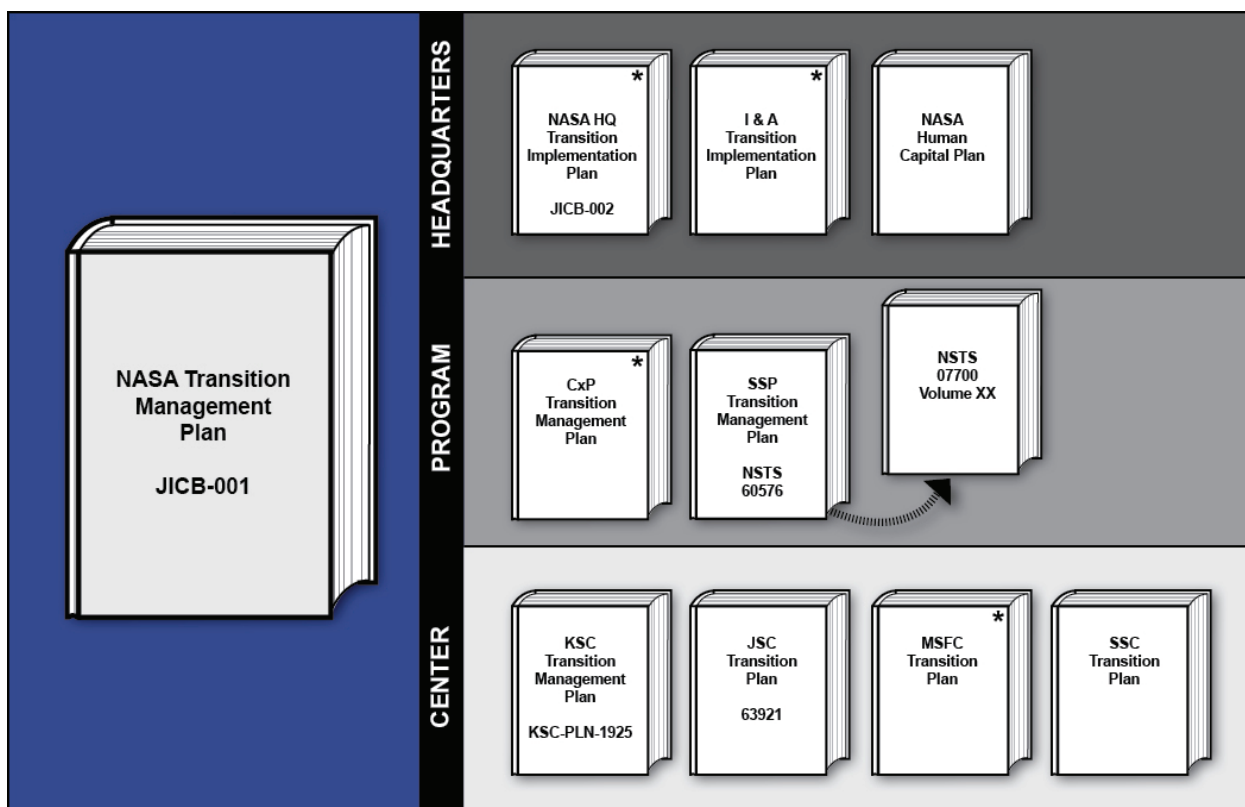 NASA Transition
Management
Plan
JICB-001
HEADQUARTERS
*
NASA HQ
Transition
Implementation
Plan
JICB-002
*
I & A
Transition
Implementation
Plan
NASA
Human
Capital Plan
PROGRAM
*
CxP
Transition
Management
Plan
SSP
Transition
Management
Plan
NSTS
60576
NSTS
07700
Volume XX
CENTER
KSC
Transition
Management
Plan
KSC-PLN-1925
JSC
Transition
Plan
63921
*
MSFC
Transition
Plan
SSC
Transition
Plan